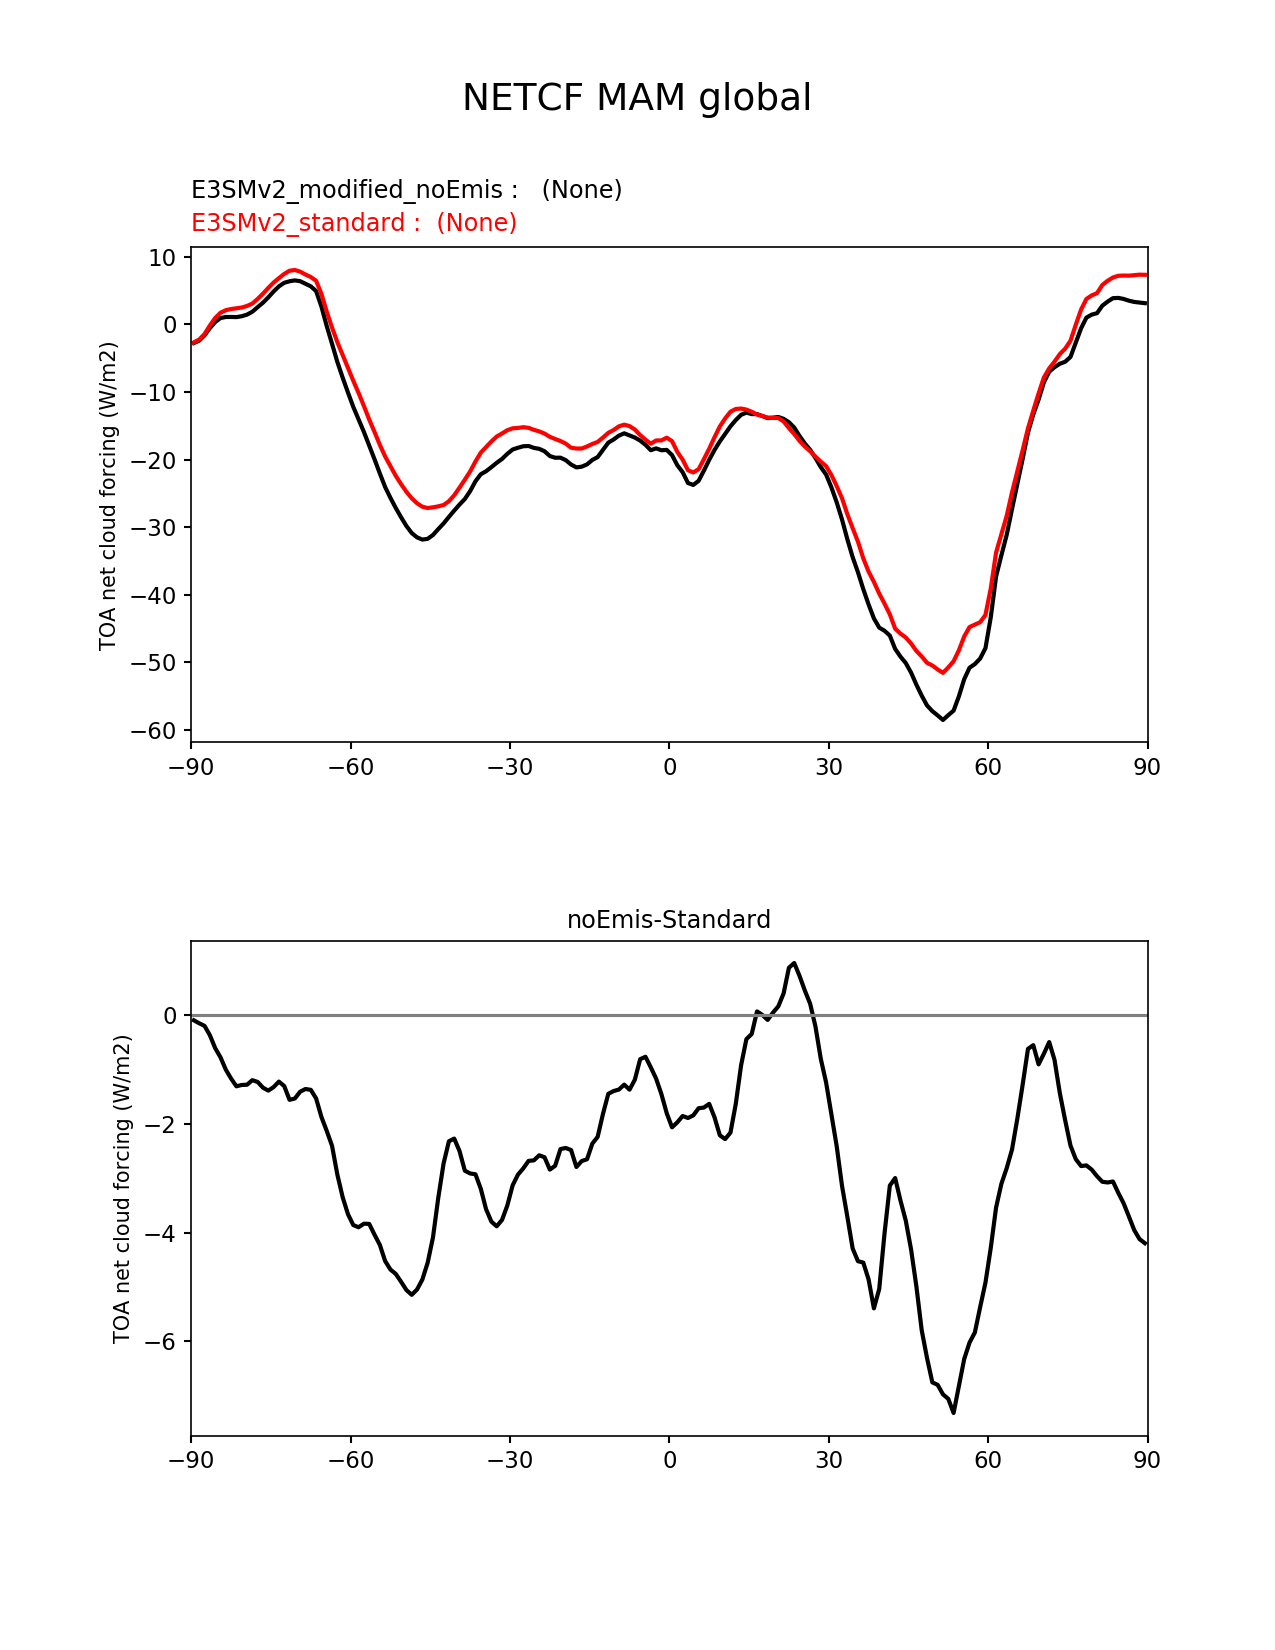 NETCF MAM global
E3SMv2_modified_noEmis :   (None)
E3SMv2_standard :  (None)
TOA net cloud forcing (W/m2)
10
0
−10
−20
−30
−40
−50
−60
−90 −60 −30 0 30 60 90
noEmis-Standard
TOA net cloud forcing (W/m2)
0
−2
−4
−6
−90 −60 −30 0 30 60 90